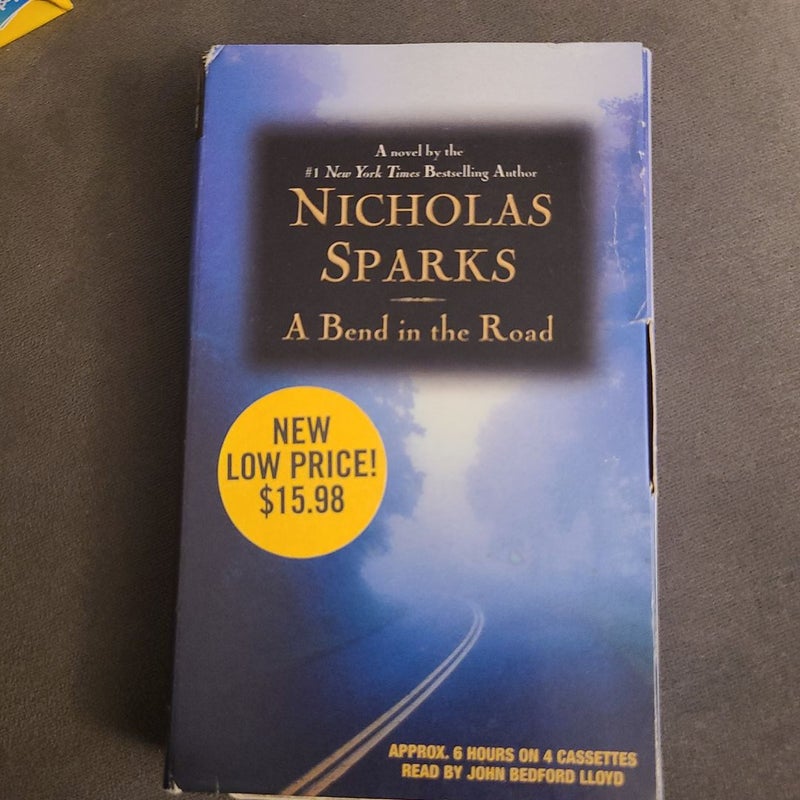 A novel by the
#1 New York Times Bestselling Author
NICHOLAS
SPARKS
A Bend in the Road
NEW
LOW PRICE!
$15.98
APPROX. 6 HOURS ON 4 CASSETTES
READ BY JOHN BEDFORD LLOYD